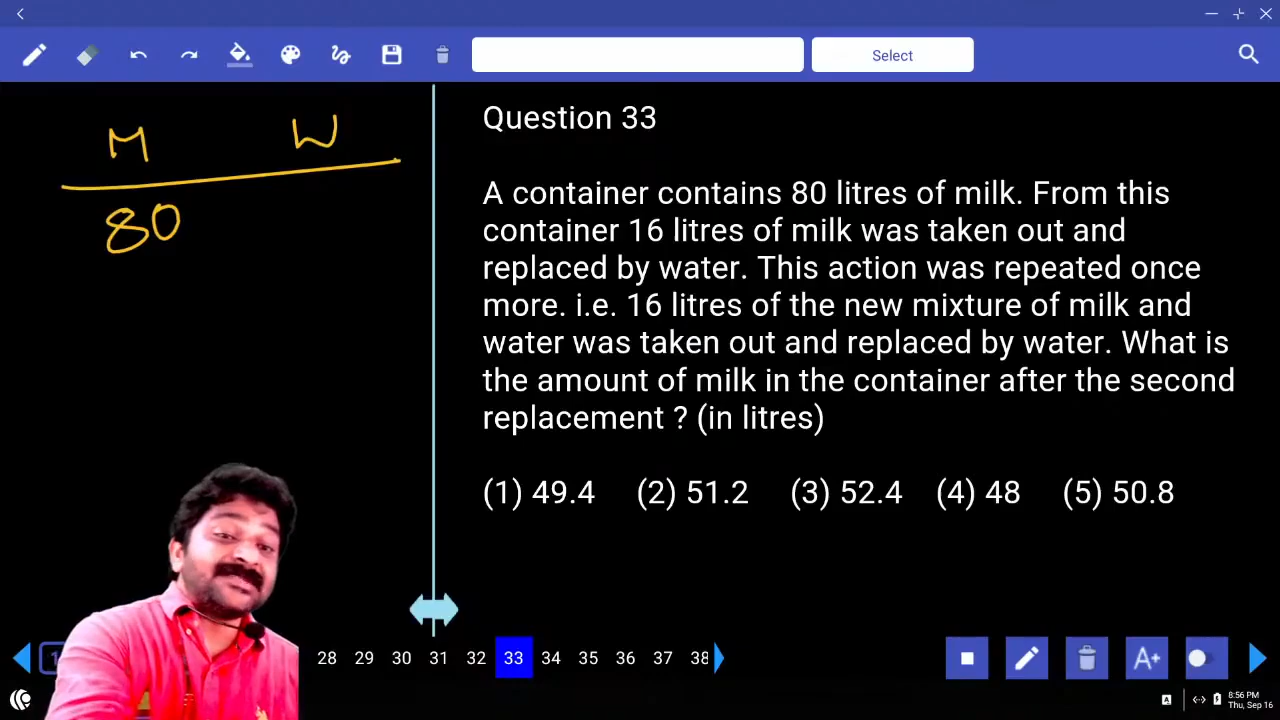 Select
M W
80
Question 33
A container contains 80 litres of milk. From this
container 16 litres of milk was taken out and
replaced by water. This action was repeated once
more. i.e. 16 litres of the new mixture of milk and
water was taken out and replaced by water. What is
the amount of milk in the container after the second
replacement ? (in litres)
(1) 49.4 (2) 51.2 (3) 52.4 (4) 48 (5) 50.8
28 29 30 31 32 33 34 35 36 37 38
A+
8:56 PM
Thu, Sep 16